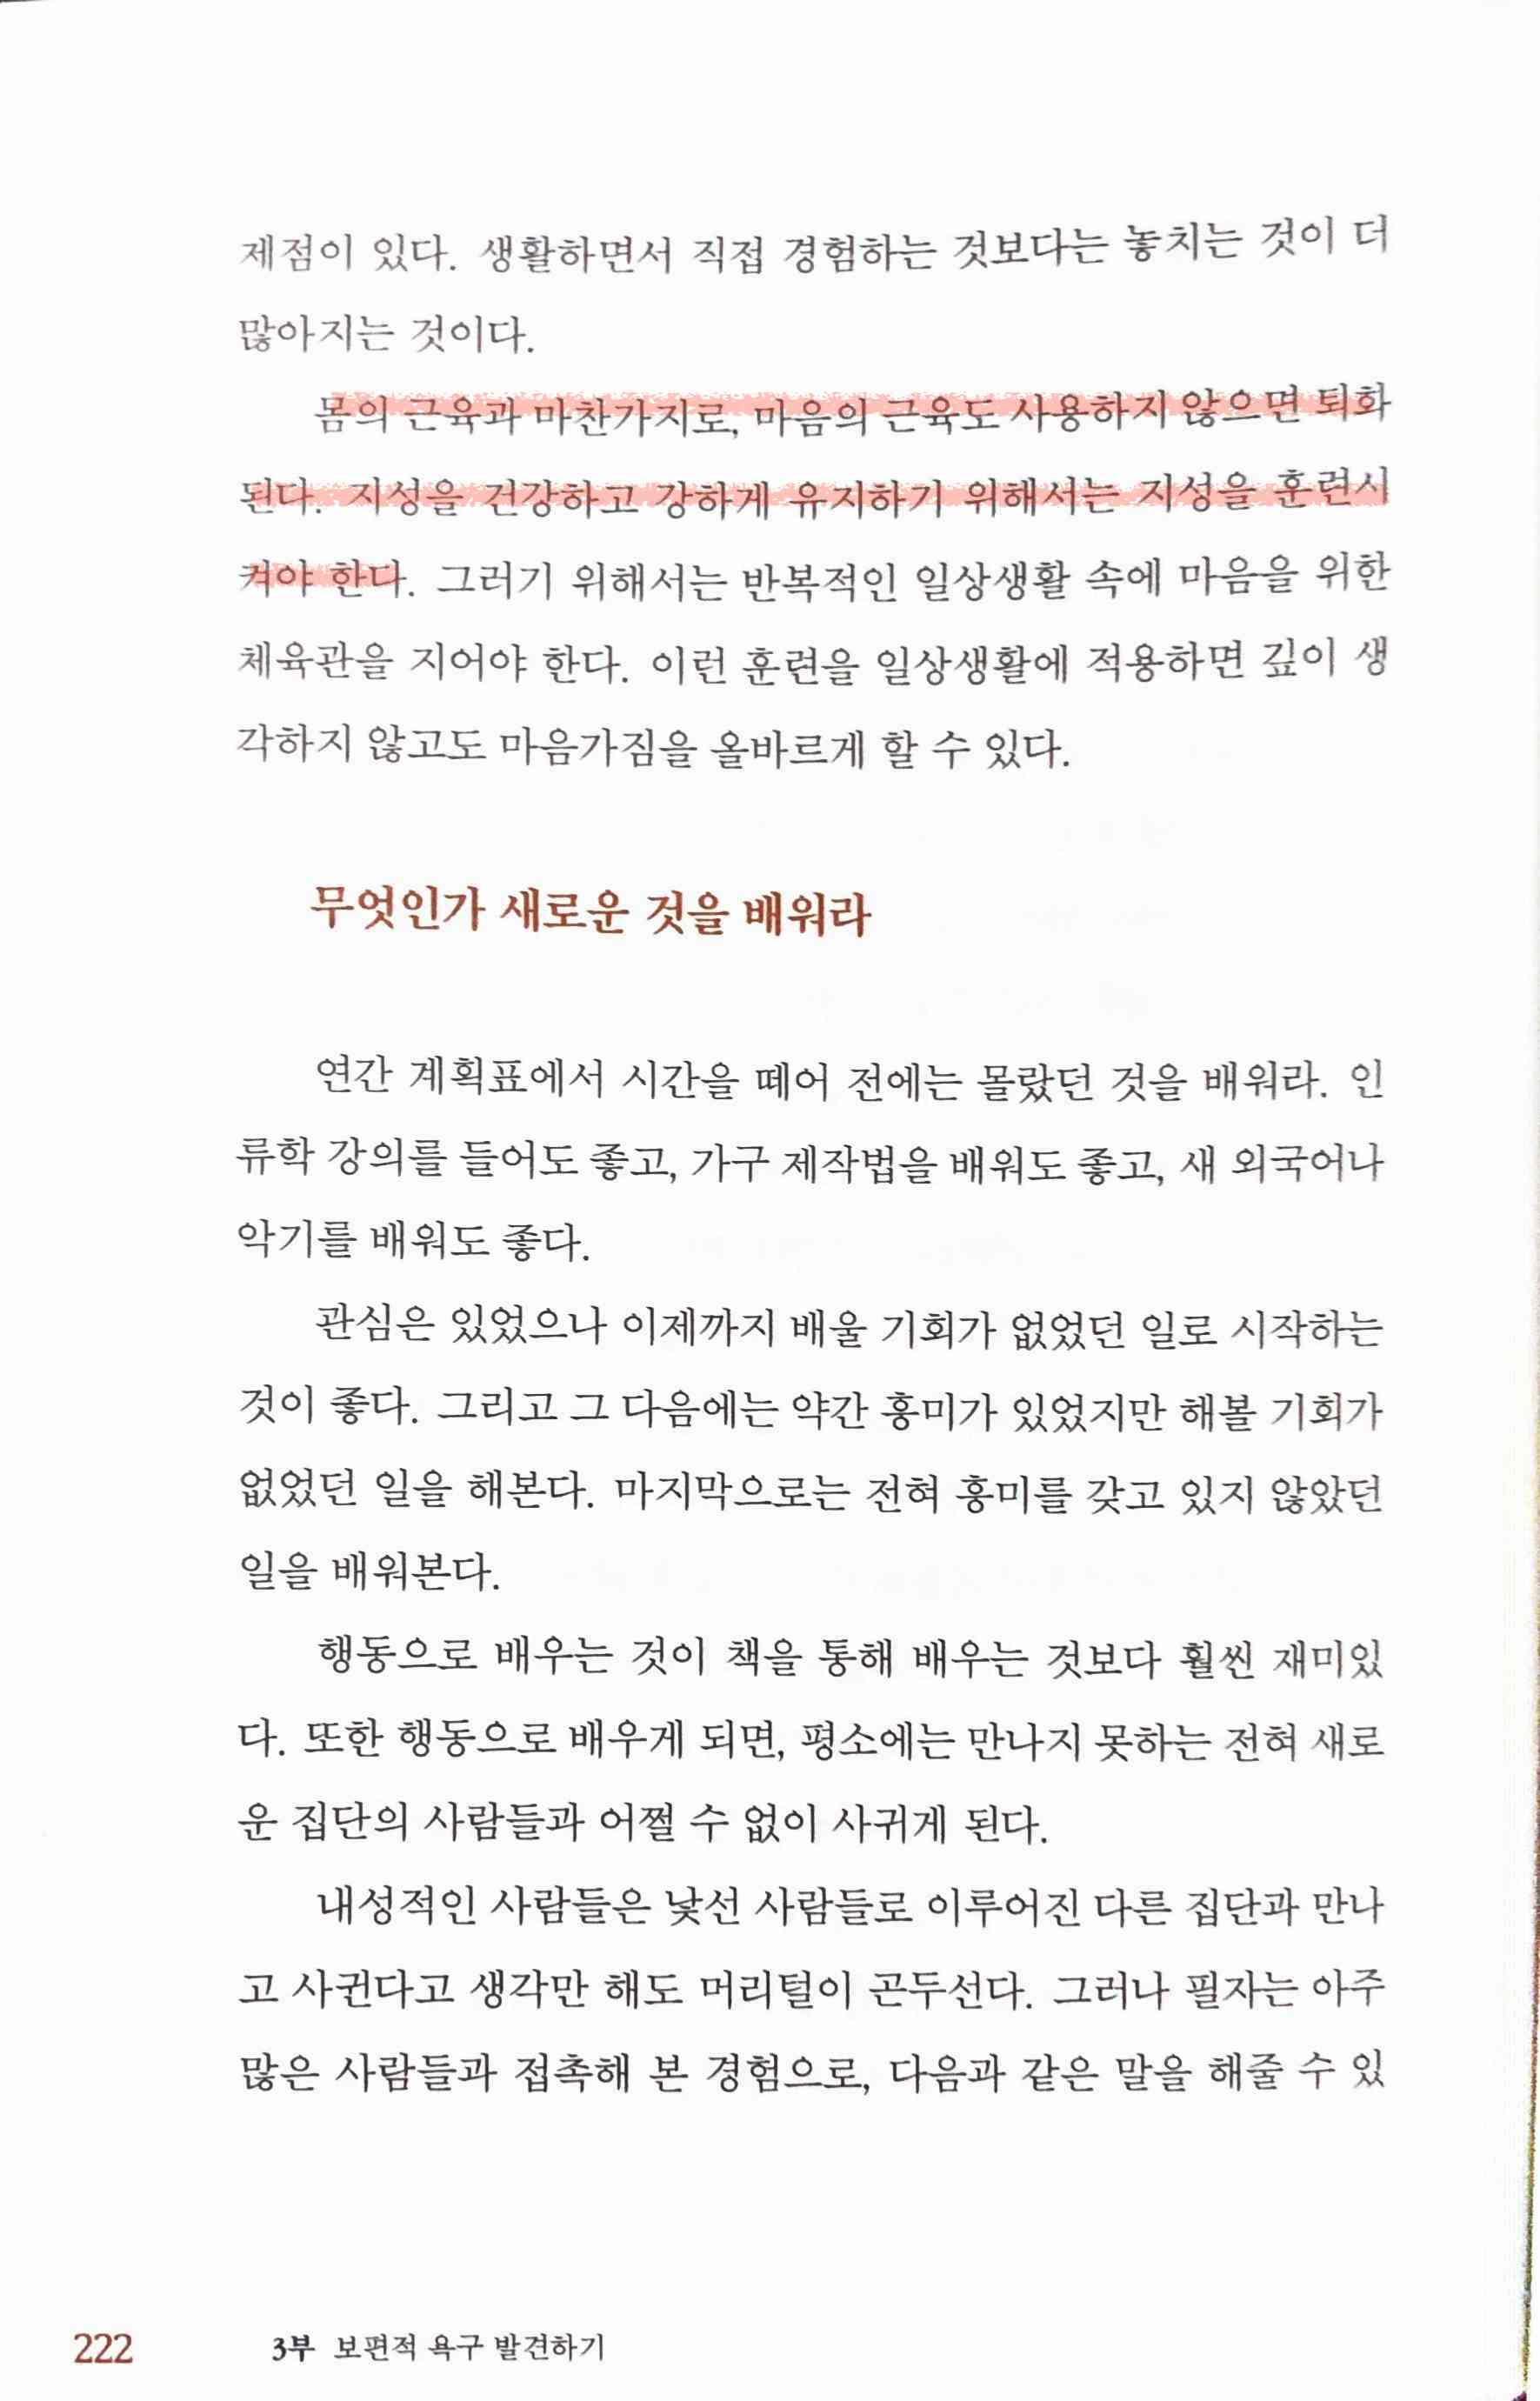 제점이 있다. 생활하면서 직접 경험하는 것보다는 놓치는 것이 더
많아지는 것이다.
몸의 근육과 마찬가지로, 마음의 근육도 사용하지 않으면 퇴화
된다. 지성을 건강하고 강하게 유지하기 위해서는 지성을 훈련시
켜야 한다. 그러기 위해서는 반복적인 일상생활 속에 마음을 위한
체육관을 지어야 한다. 이런 훈련을 일상생활에 적용하면 깊이 생
각하지 않고도 마음가짐을 올바르게 할 수 있다.
무엇인가 새로운 것을 배워라
연간 계획표에서 시간을 떼어 전에는 몰랐던 것을 배워라. 인
류학 강의를 들어도 좋고, 가구 제작법을 배워도 좋고, 새 외국어나
악기를 배워도 좋다.
관심은 있었으나 이제까지 배울 기회가 없었던 일로 시작하는
것이 좋다. 그리고 그 다음에는 약간 흥미가 있었지만 해볼 기회가
없었던 일을 해본다. 마지막으로는 전혀 흥미를 갖고 있지 않았던
일을 배워본다.
행동으로 배우는 것이 책을 통해 배우는 것보다 훨씬 재미있
다. 또한 행동으로 배우게 되면, 평소에는 만나지 못하는 전혀 새로
운 집단의 사람들과 어쩔 수 없이 사귀게 된다.
내성적인 사람들은 낯선 사람들로 이루어진 다른 집단과 만나
고 사귄다고 생각만 해도 머리털이 곤두선다. 그러나 필자는 아주
많은 사람들과 접촉해 본 경험으로, 다음과 같은 말을 해줄 수 있
222 3부 보편적 욕구 발견하기